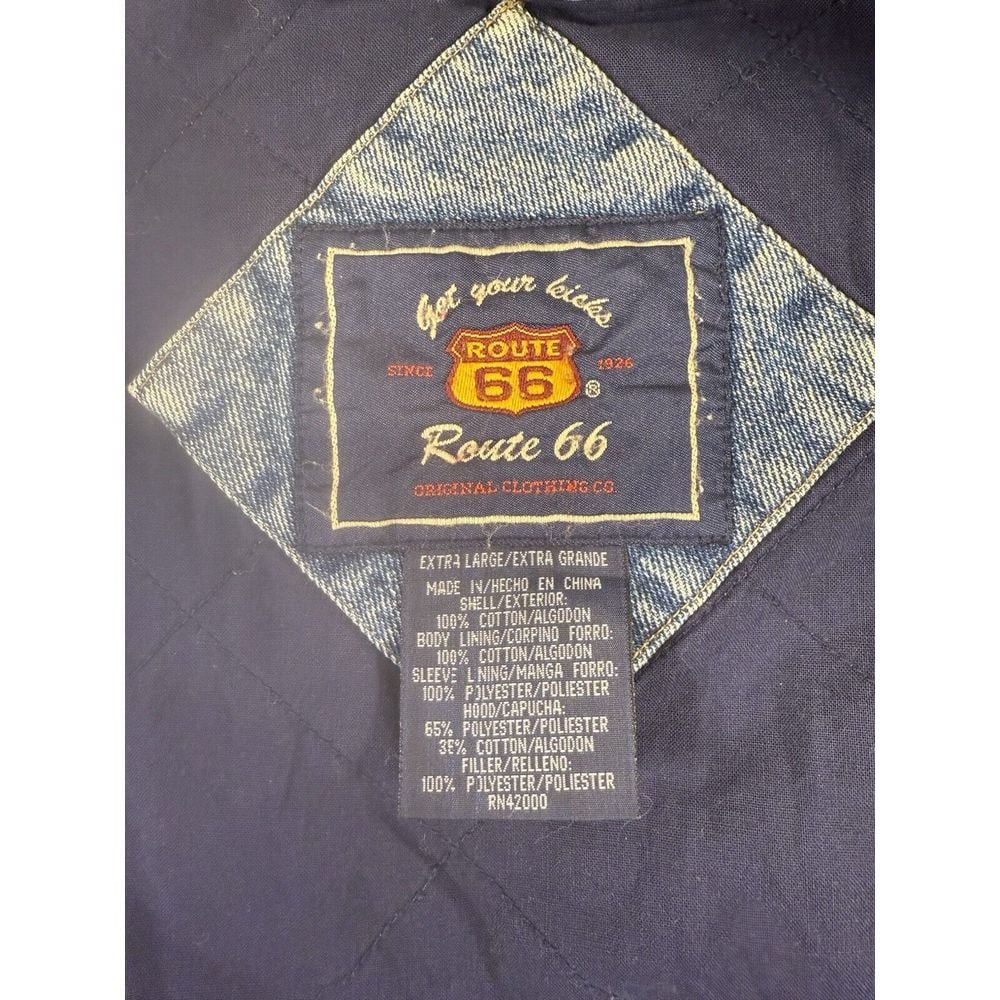 Get your kicks
ROUTE
66
SINCE 1926
®
Route 66
ORIGINAL CLOTHING CO.
EXTRA LARGE/EXTRA GRANDE
MADE IN/HECHO EN CHINA
SHELL/EXTERIOR:
100% COTTON/ALGODON
BODY LINING/CORPINO FORRO:
100% COTTON/ALGODON
SLEEVE LINING/MANGA FORRO:
100% POLYESTER/POLIESTER
HOOD/CAPUCHA:
65% POLYESTER/POLIESTER
35% COTTON/ALGODON
FILLER/RELLENO:
100% POLYESTER/POLIESTER
RN42000